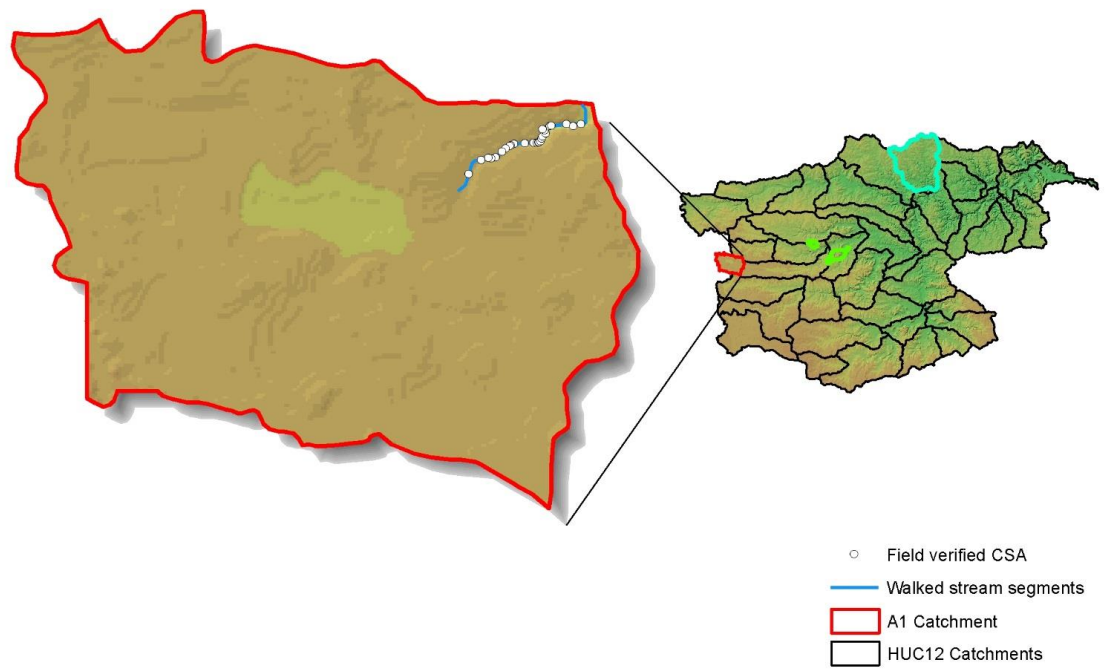 Field verified CSA
Walked stream segments
A1 Catchment
HUC12 Catchments